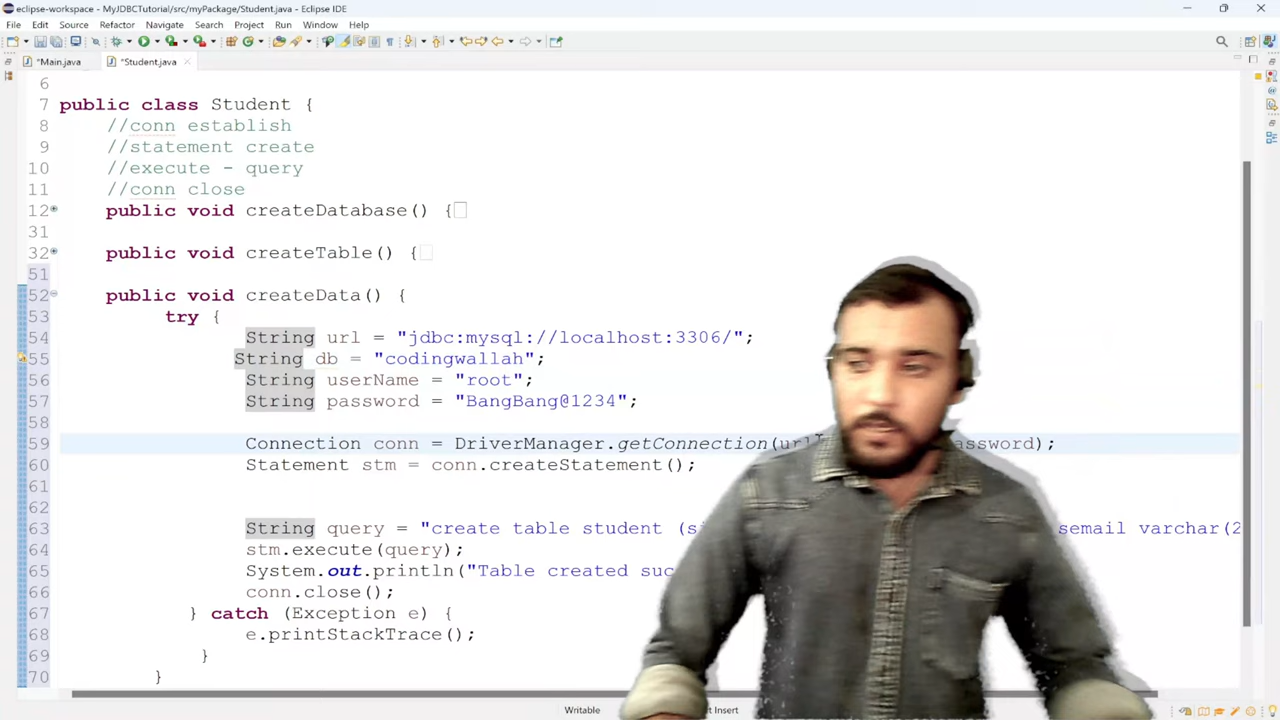 eclipse-workspace - MyJDBCTutorial/src/myPackage/Student.java - Eclipse IDE
File Edit Source Refactor Navigate Search Project Run Window Help
*Main.java *Student.java
6
7 public class Student {
8 //conn establish
9 //statement create
10 //execute - query
11 //conn close
12 public void createDatabase() {
31
32 public void createTable() {
51
52 public void createData() {
53 try {
54 String url = "jdbc:mysql://localhost:3306/";
55 String db = "codingwallah";
56 String userName = "root";
57 String password = "BangBang@1234";
58
59 Connection conn = DriverManager.getConnection(url assword);
60 Statement stm = conn.createStatement();
61
62
63 String query = "create table student (s semail varchar(2
64 stm.execute(query);
65 System.out.println("Table created suc
66 conn.close();
67 } catch (Exception e) {
68 e.printStackTrace();
69 }
70 }
Writable t Insert